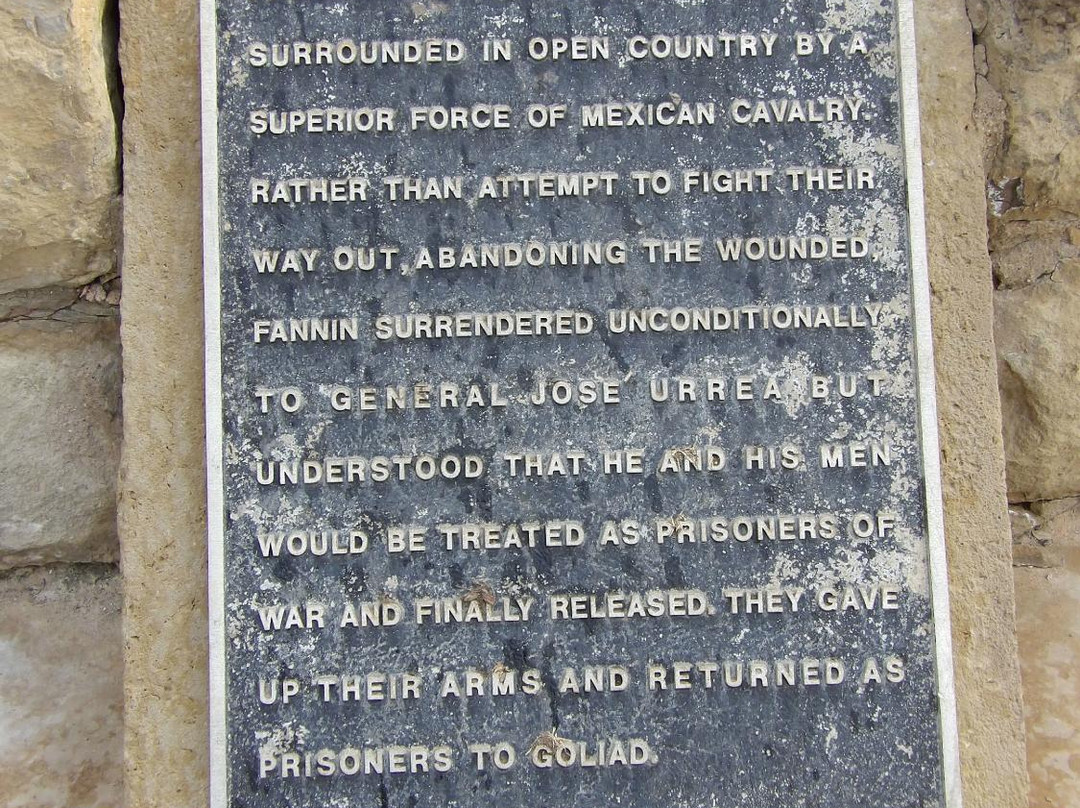 SURROUNDED IN OPEN COUNTRY BY A
SUPERIOR FORCE OF MEXICAN CAVALRY.
RATHER THAN ATTEMPT TO FIGHT THEIR
WAY OUT, ABANDONING THE WOUNDED,
FANNIN SURRENDERED UNCONDITIONALLY
TO GENERAL JOSE URREA BUT
UNDERSTOOD THAT HE AND HIS MEN
WOULD BE TREATED AS PRISONERS OF
WAR AND FINALLY RELEASED. THEY GAVE
UP THEIR ARMS AND RETURNED AS
PRISONERS TO GOLIAD.